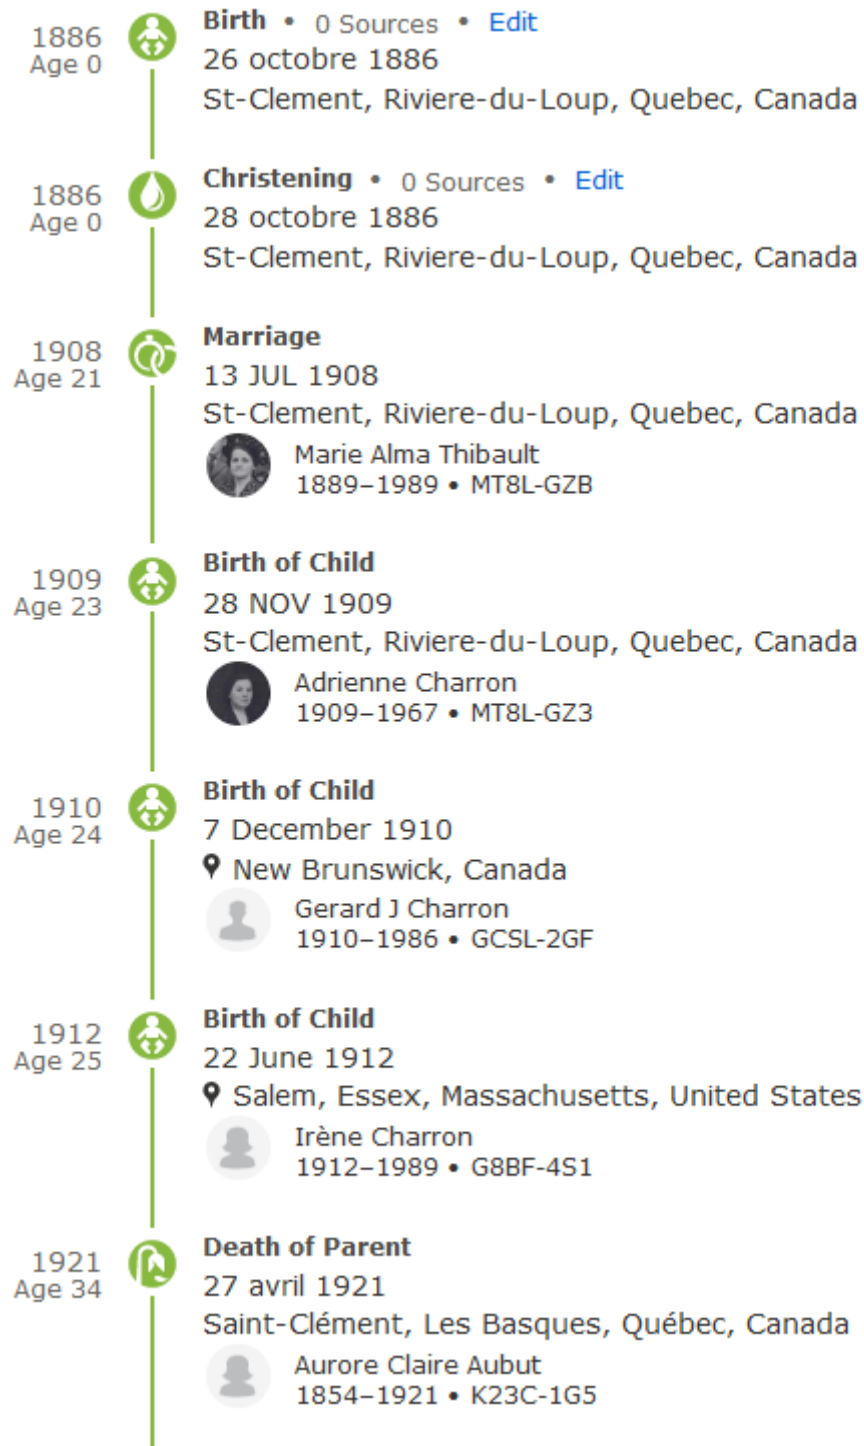 1886
Age 0
Birth • 0 Sources • Edit
26 octobre 1886
St-Clement, Riviere-du-Loup, Quebec, Canada
1886
Age 0
Christening • 0 Sources • Edit
28 octobre 1886
St-Clement, Riviere-du-Loup, Quebec, Canada
1908
Age 21
Marriage
13 JUL 1908
St-Clement, Riviere-du-Loup, Quebec, Canada
Marie Alma Thibault
1889–1989 • MT8L-GZB
1909
Age 23
Birth of Child
28 NOV 1909
St-Clement, Riviere-du-Loup, Quebec, Canada
Adrienne Charron
1909–1967 • MT8L-GZ3
1910
Age 24
Birth of Child
7 December 1910
New Brunswick, Canada
Gerard J Charron
1910–1986 • GCSL-2GF
1912
Age 25
Birth of Child
22 June 1912
Salem, Essex, Massachusetts, United States
Irène Charron
1912–1989 • G8BF-4S1
1921
Age 34
Death of Parent
27 avril 1921
Saint-Clément, Les Basques, Québec, Canada
Aurore Claire Aubut
1854–1921 • K23C-1G5